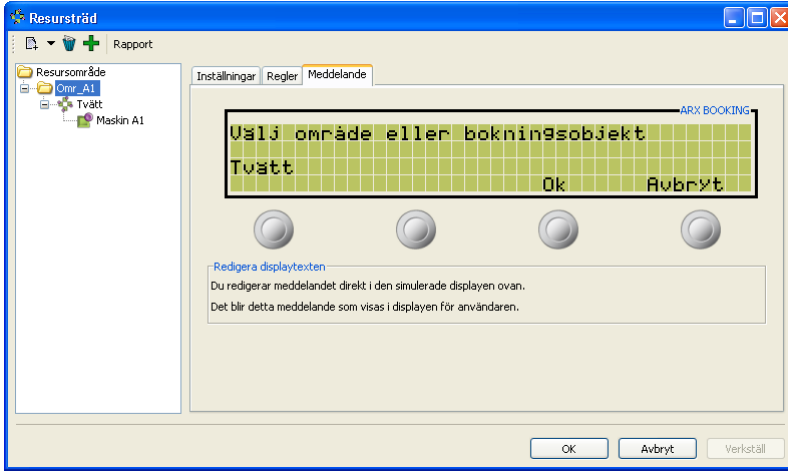 Resursträd
Rapport
Resursområde
Omr_A1
Tvätt
Maskin A1
Inställningar Regler Meddelande
ARX BOOKING
Välj område eller bokningsobjekt
Tvätt
Ok Avbryt
Redigera displaytexten
Du redigerar meddelandet direkt i den simulerade displayen ovan.
Det blir detta meddelande som visas i displayen för användaren.
OK Avbryt Verkställ